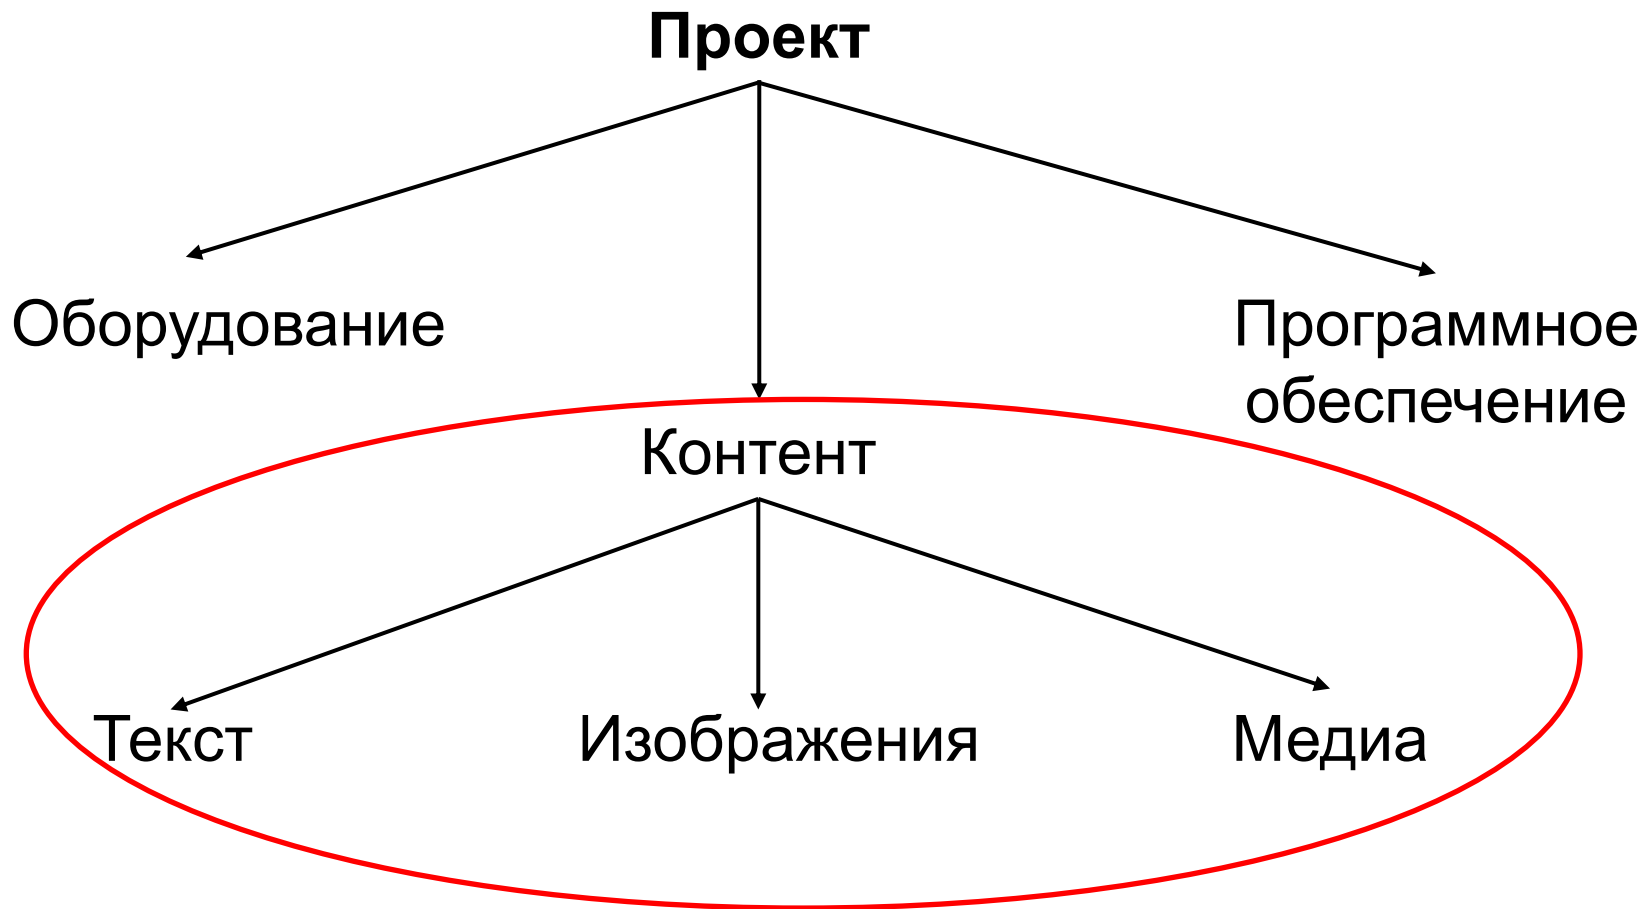 Проект
Оборудование
Программное
обеспечение
Контент
Текст
Изображения
Медиа